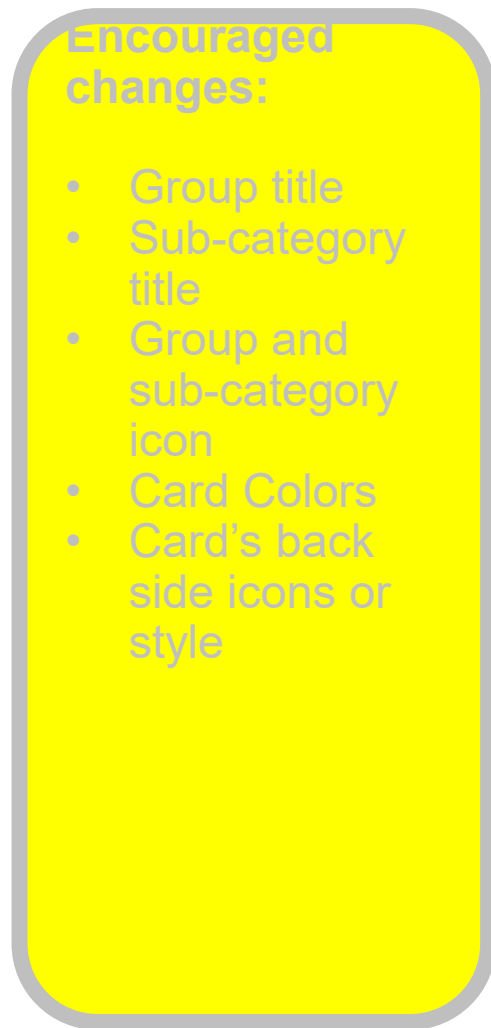 Encouraged
changes:
• Group title
• Sub-category
title
• Group and
sub-category
icon
• Card Colors
• Card’s back
side icons or
style